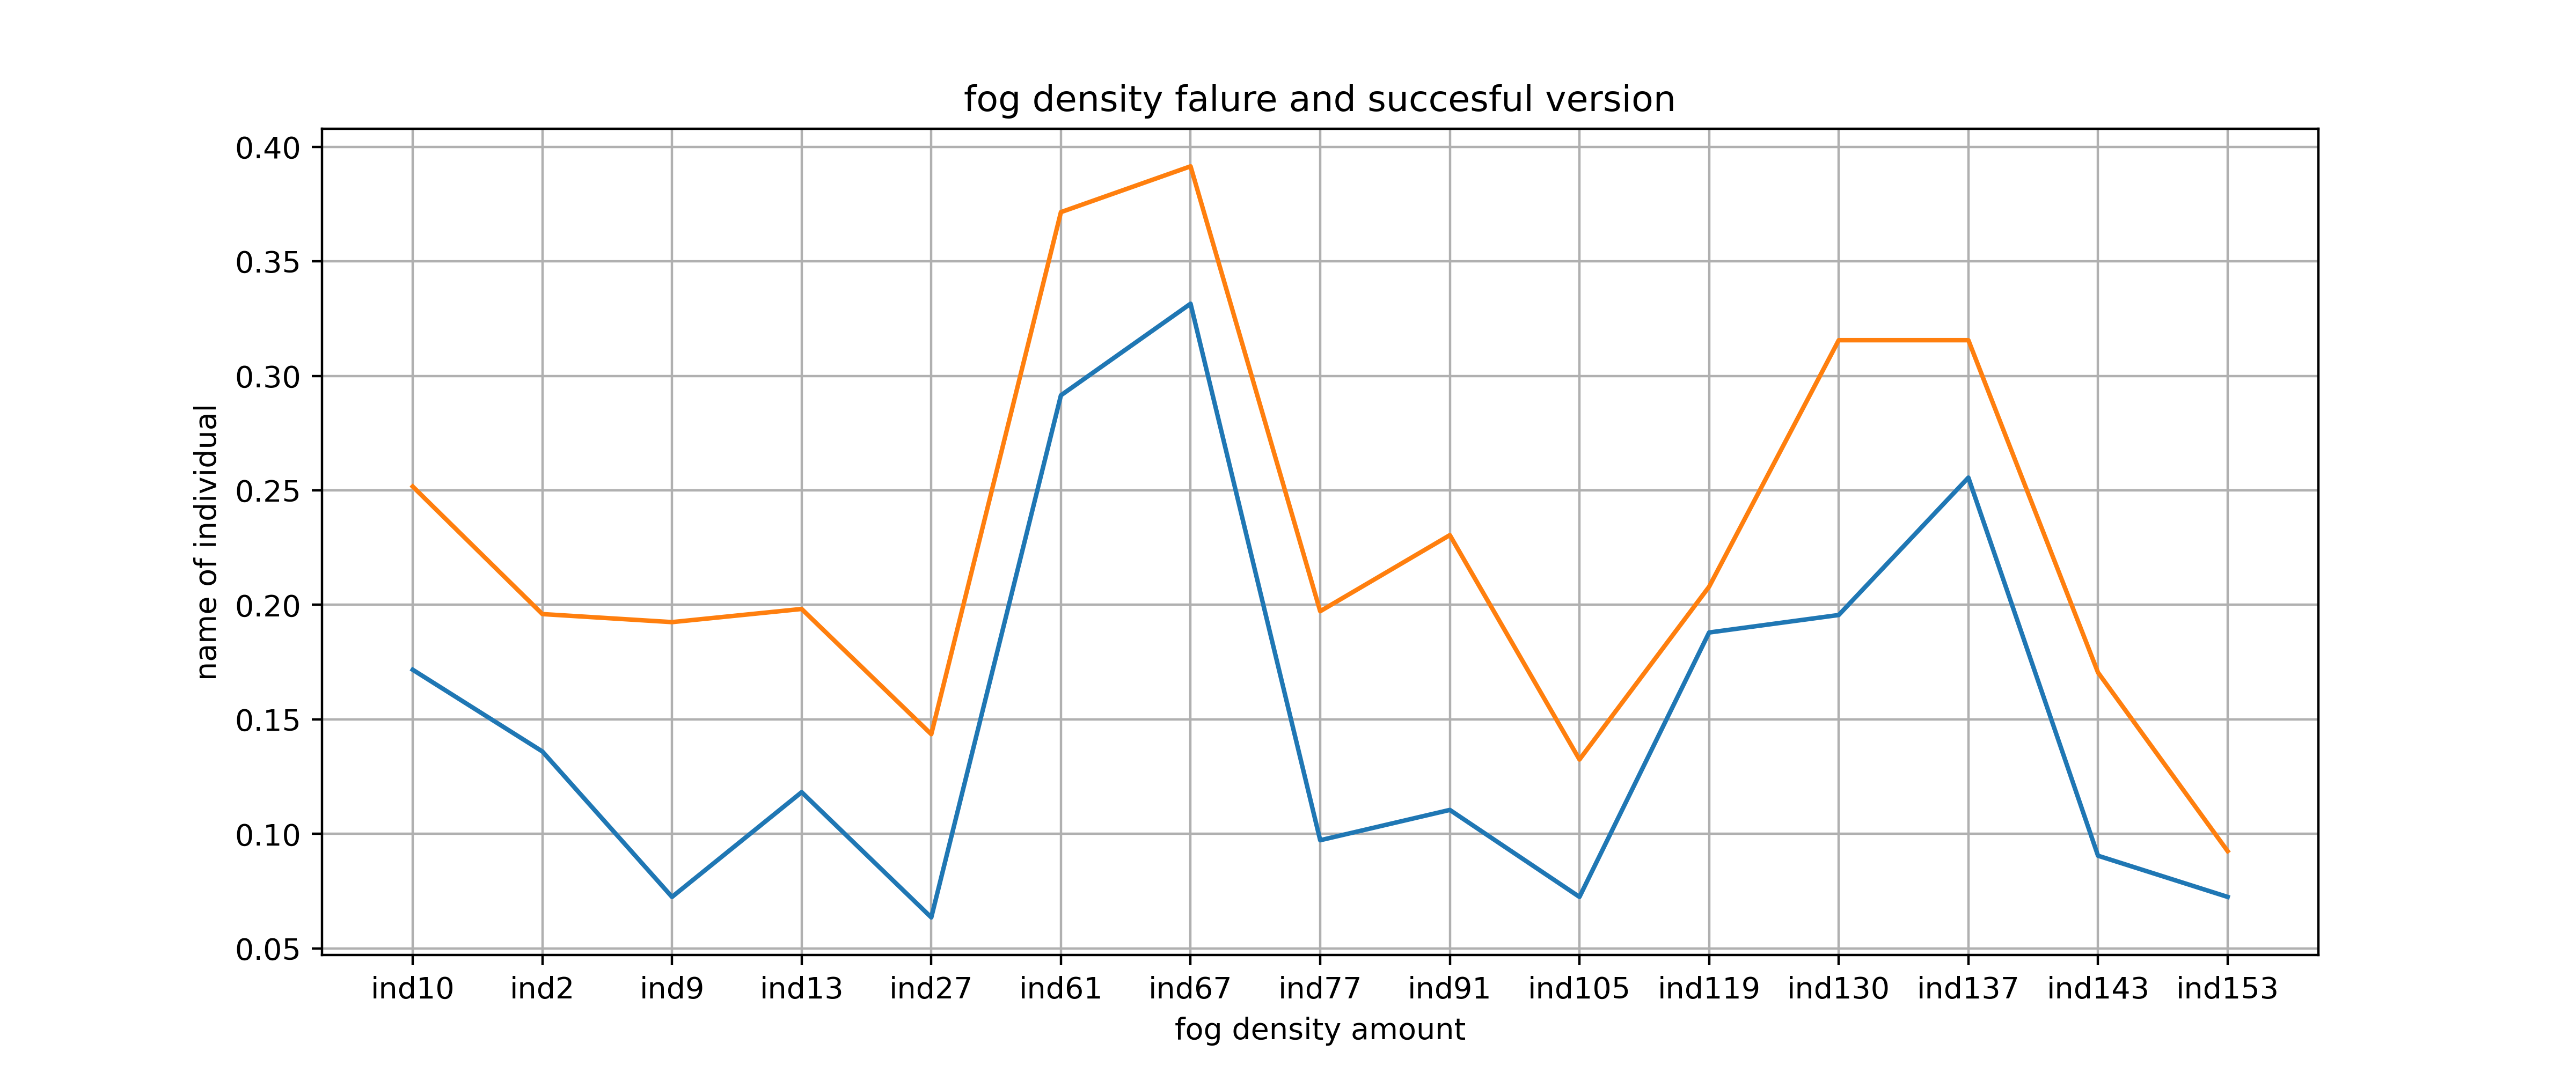 fog density falure and succesful version
name of individual
0.40
0.35
0.30
0.25
0.20
0.15
0.10
0.05
ind10 ind2 ind9 ind13 ind27 ind61 ind67 ind77 ind91 ind105 ind119 ind130 ind137 ind143 ind153
fog density amount